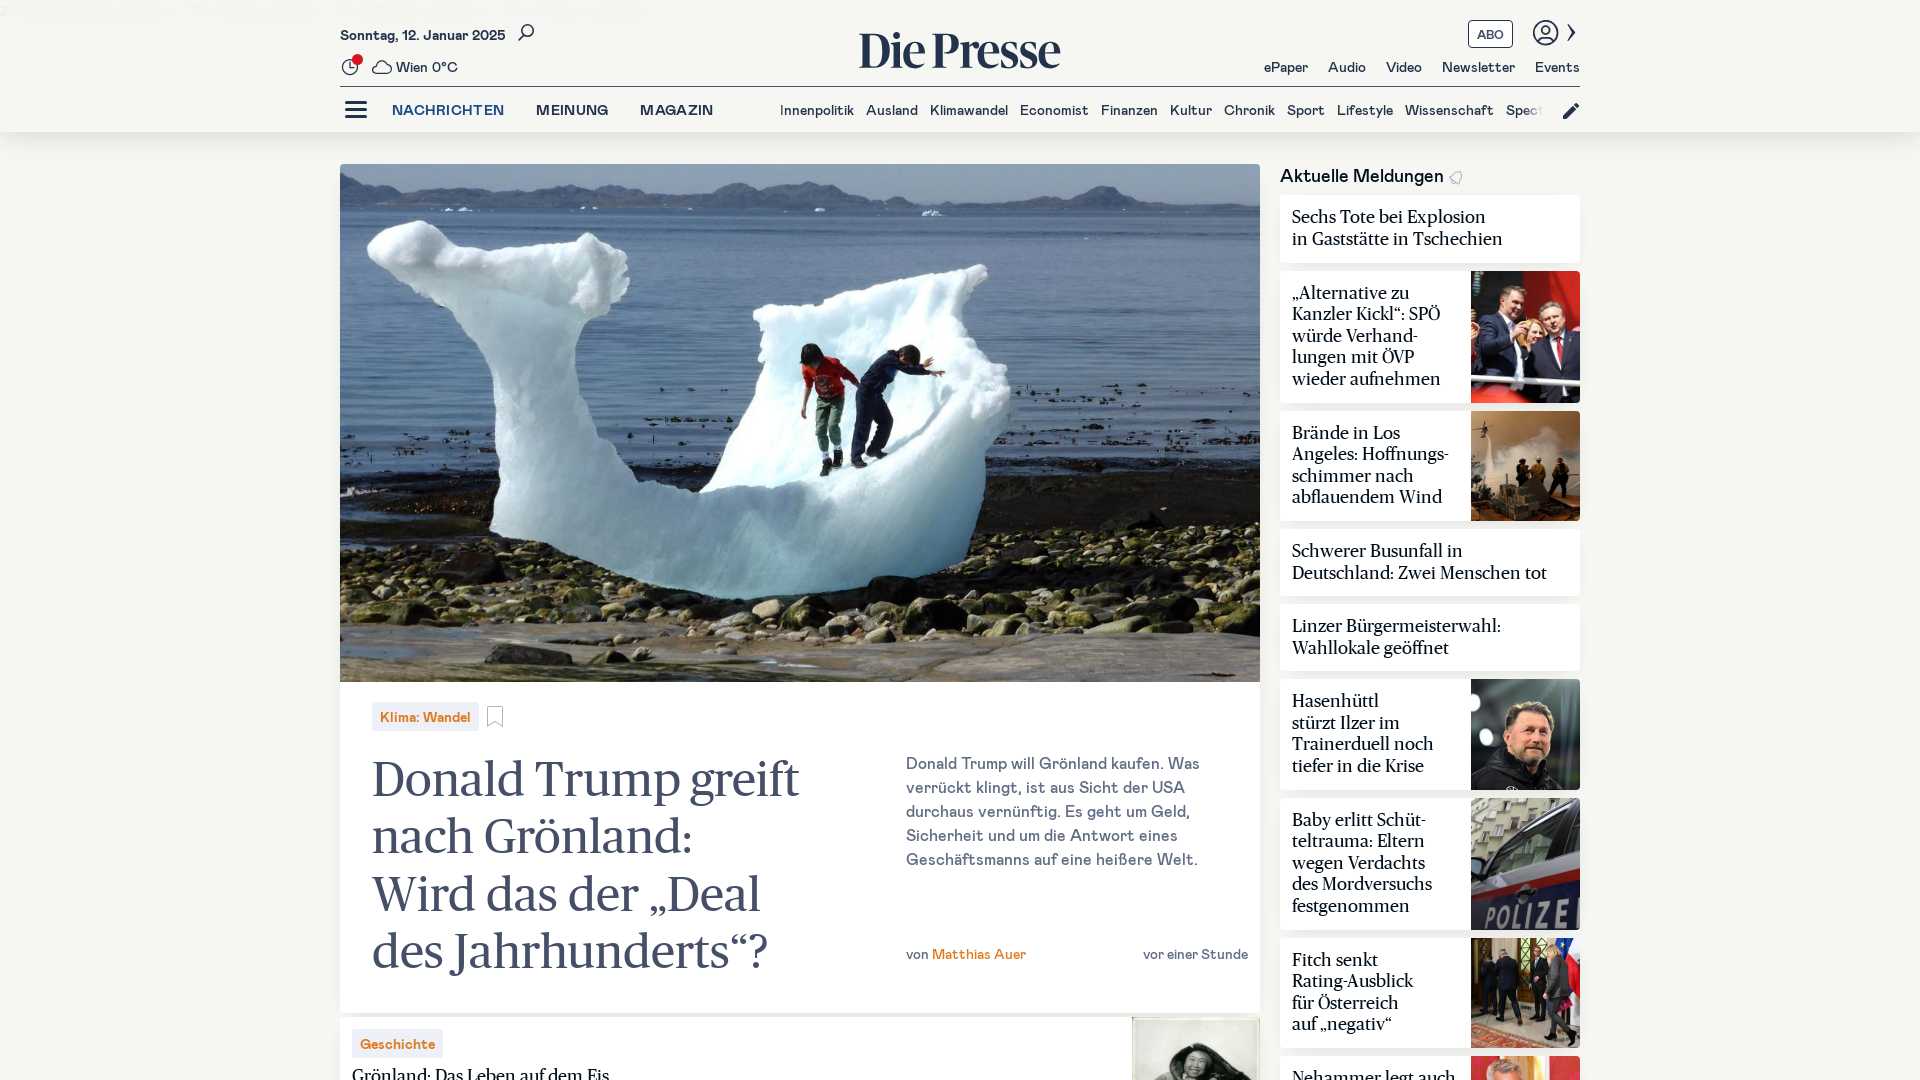 Sonntag, 12. Januar 2025
Wien 0°C
Die Presse
ABO
ePaper Audio Video Newsletter Events
NACHRICHTEN MEINUNG MAGAZIN
Innenpolitik Ausland Klimawandel Economist Finanzen Kultur Chronik Sport Lifestyle Wissenschaft Spect
Klima: Wandel
Donald Trump greift
nach Grönland:
Wird das der „Deal
des Jahrhunderts“?
Donald Trump will Grönland kaufen. Was
verrückt klingt, ist aus Sicht der USA
durchaus vernünftig. Es geht um Geld,
Sicherheit und um die Antwort eines
Geschäftsmanns auf eine heißere Welt.
von Matthias Auer
vor einer Stunde
Geschichte
Grönland: Das Leben auf dem Eis
Aktuelle Meldungen
Sechs Tote bei Explosion
in Gaststätte in Tschechien
„Alternative zu
Kanzler Kickl“: SPÖ
würde Verhand-
lungen mit ÖVP
wieder aufnehmen
Brände in Los
Angeles: Hoffnungs-
schimmer nach
abflauendem Wind
Schwerer Busunfall in
Deutschland: Zwei Menschen tot
Linzer Bürgermeisterwahl:
Wahllokale geöffnet
Hasenhüttl
stürzt Ilzer im
Trainerduell noch
tiefer in die Krise
Baby erlitt Schüt-
teltrauma: Eltern
wegen Verdachts
des Mordversuchs
festgenommen
POLIZEI
Fitch senkt
Rating-Ausblick
für Österreich
auf „negativ“
Nehammer legt auch